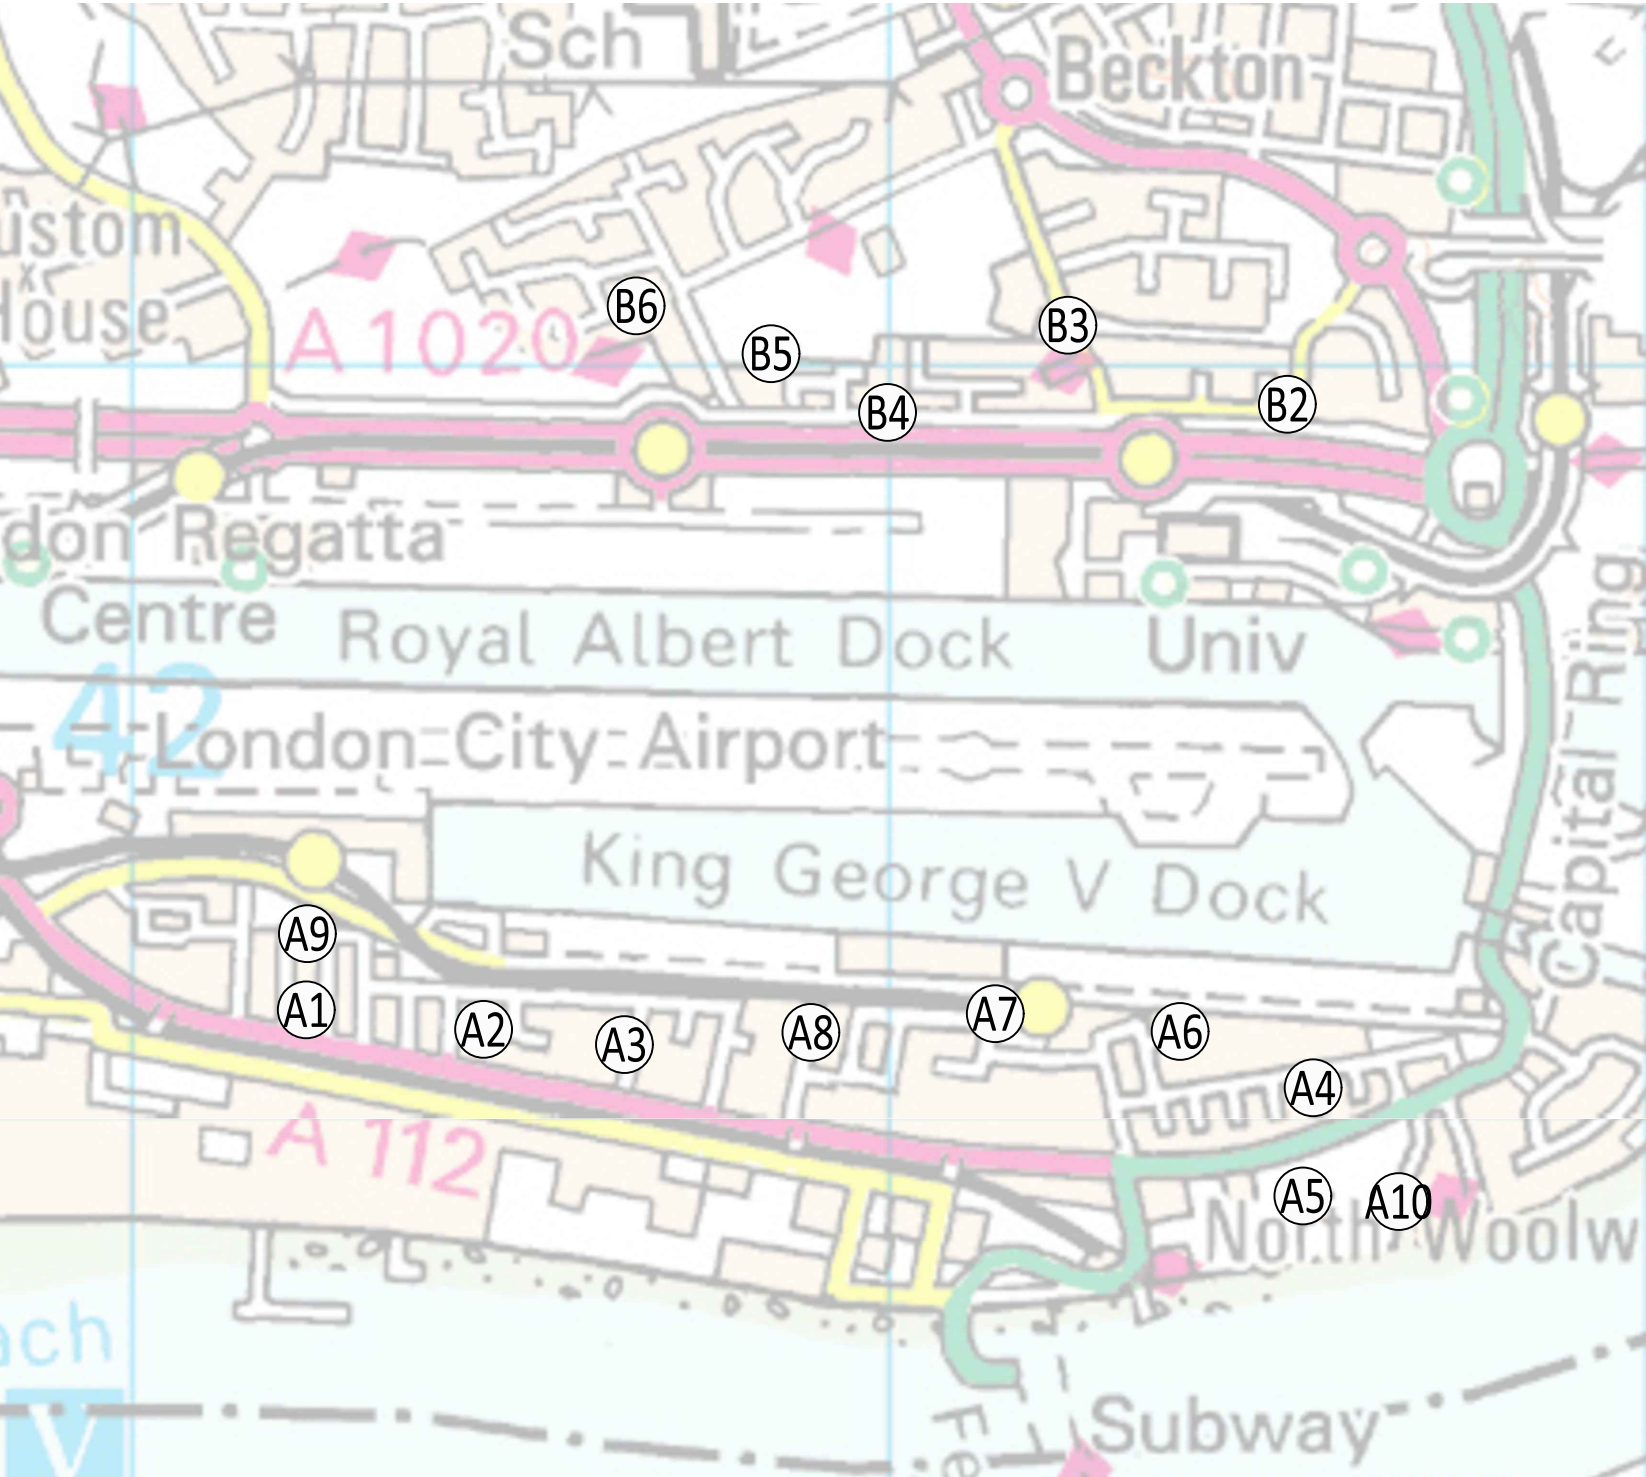 Sch
Beckton
ustom
House
A 1020
B6
B5
B3
B4
B2
don Regatta
Centre
Royal Albert Dock
Univ
42
London City Airport
King George V Dock
Capital Ring
A9
A1
A2
A3
A8
A7
A6
A4
A 112
A5
A10
North Woolw
ach
V
Fe
Subway